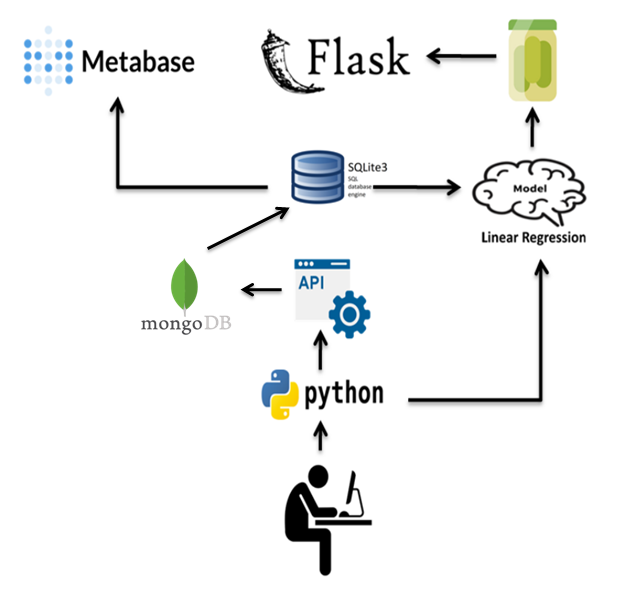 Metabase
Flask
SQLite3
SQL
database
engine
Model
Linear Regression
API
mongoDB
python